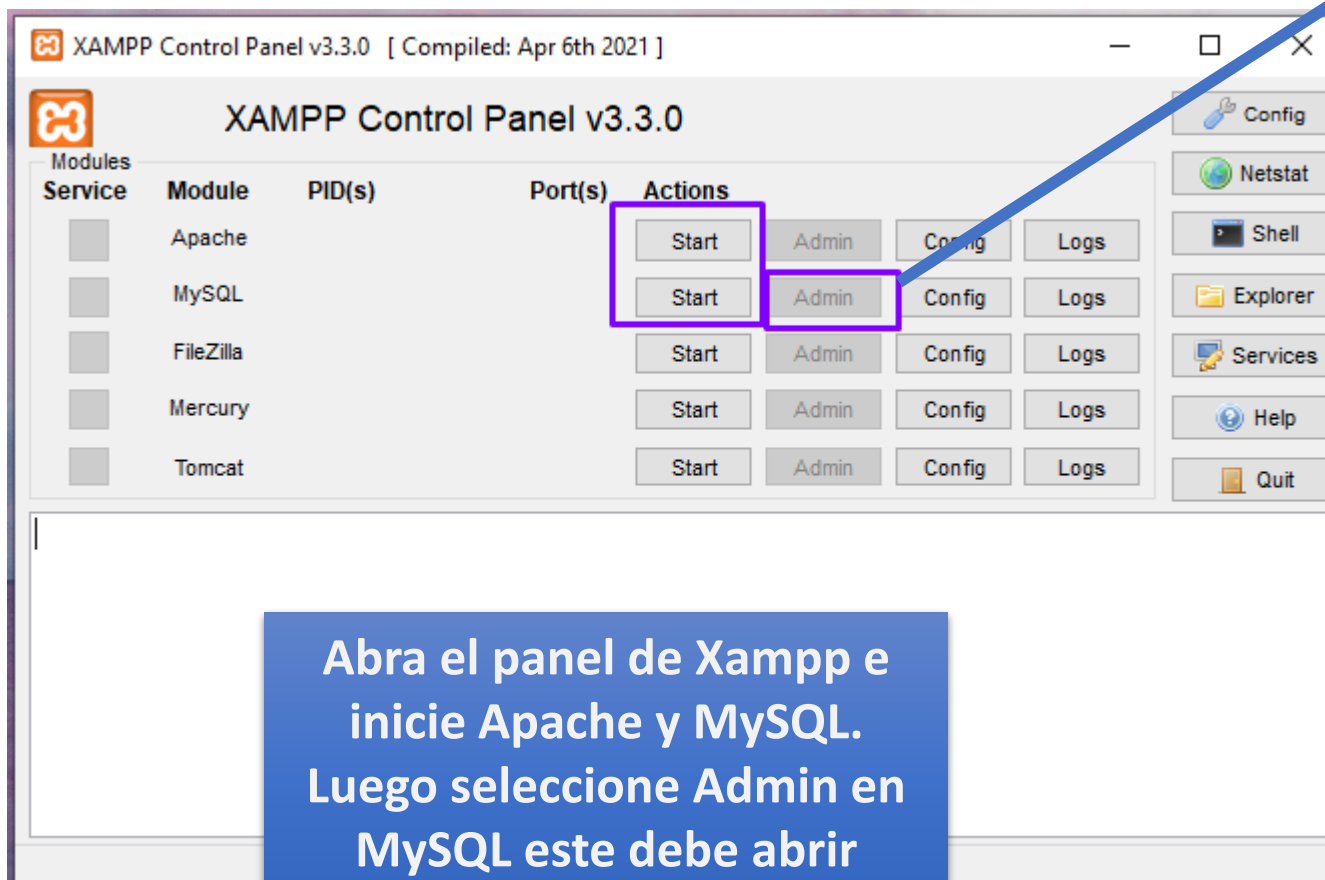 XAMPP Control Panel v3.3.0 [ Compiled: Apr 6th 2021 ]
XAMPP Control Panel v3.3.0
Config
Modules
Netstat
Service Module PID(s) Port(s) Actions
Apache Start Admin Config Logs
Shell
MySQL Start Admin Config Logs
Explorer
FileZilla Start Admin Config Logs
Services
Mercury Start Admin Config Logs
Help
Tomcat Start Admin Config Logs
Quit
Abra el panel de Xampp e
inicie Apache y MySQL.
Luego seleccione Admin en
MySQL este debe abrir